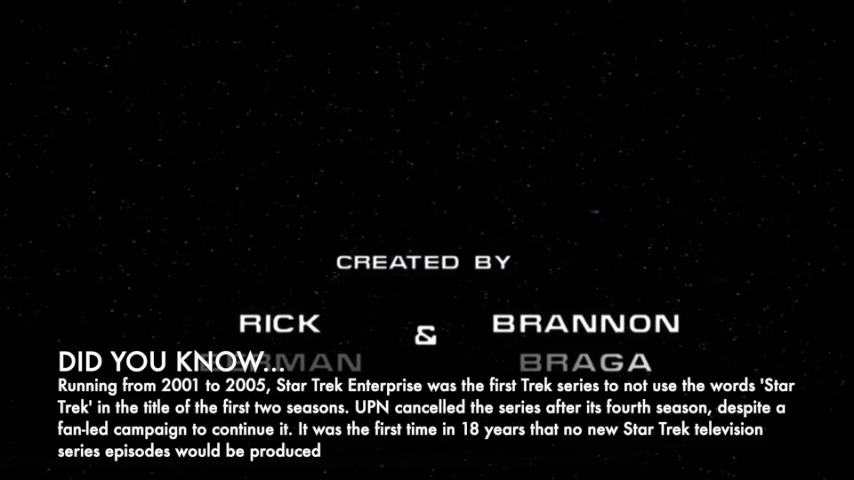 CREATED BY
RICK BERMAN & BRANNON BRAGA
DID YOU KNOW...
Running from 2001 to 2005, Star Trek Enterprise was the first Trek series to not use the words 'Star
Trek' in the title of the first two seasons. UPN cancelled the series after its fourth season, despite a
fan-led campaign to continue it. It was the first time in 18 years that no new Star Trek television
series episodes would be produced